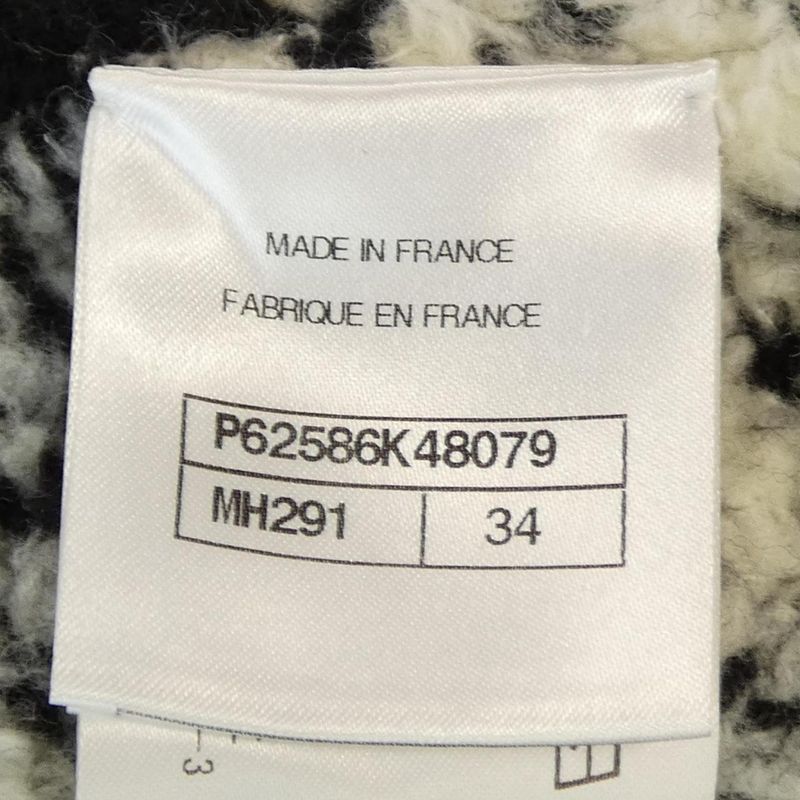 MADE IN FRANCE
FABRIQUE EN FRANCE
P62586K48079
MH291 34